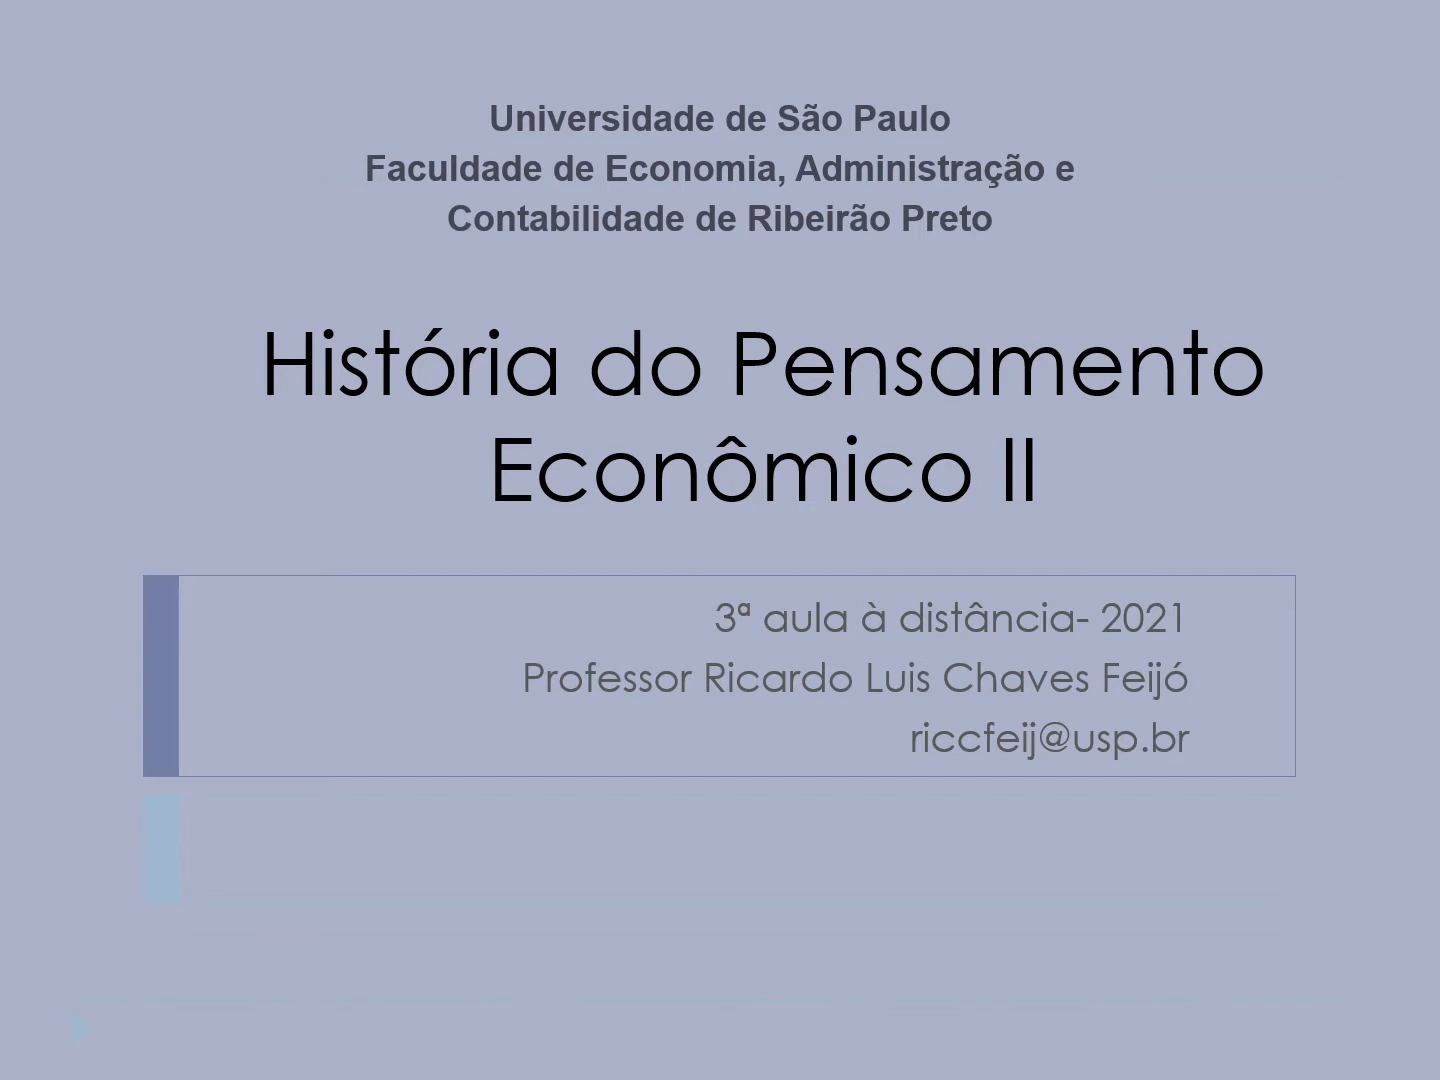 Universidade de São Paulo
Faculdade de Economia, Administração e
Contabilidade de Ribeirão Preto
História do Pensamento
Econômico II
3ª aula à distância- 2021
Professor Ricardo Luis Chaves Feijó
riccfeij@usp.br